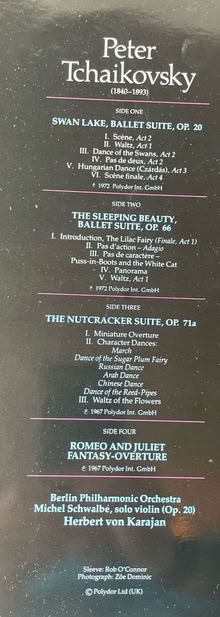 Peter
Tchaikovsky
(1840–1893)
SIDE ONE
SWAN LAKE, BALLET SUITE, OP. 20
I. Scène, Act 2
II. Waltz, Act 1
III. Dance of the Swans, Act 2
IV. Pas de deux, Act 2
V. Hungarian Dance (Czárdás), Act 3
VI. Scène finale, Act 4
℗ 1972 Polydor Int. GmbH
SIDE TWO
THE SLEEPING BEAUTY,
BALLET SUITE, OP. 66
I. Introduction, The Lilac Fairy (Finale, Act 1)
II. Pas d'action – Adagio
III. Pas de caractère –
Puss-in-Boots and the White Cat
IV. Panorama
V. Waltz, Act 1
℗ 1972 Polydor Int. GmbH
SIDE THREE
THE NUTCRACKER SUITE, OP. 71a
I. Miniature Overture
II. Character Dances:
March
Dance of the Sugar Plum Fairy
Russian Dance
Arab Dance
Chinese Dance
Dance of the Reed-Pipes
III. Waltz of the Flowers
℗ 1967 Polydor Int. GmbH
SIDE FOUR
ROMEO AND JULIET
FANTASY-OVERTURE
℗ 1967 Polydor Int. GmbH
Berlin Philharmonic Orchestra
Michel Schwalbé, solo violin (Op. 20)
Herbert von Karajan
Sleeve: Rob O'Connor
Photograph: Zöe Dominic
© Polydor Ltd (UK)